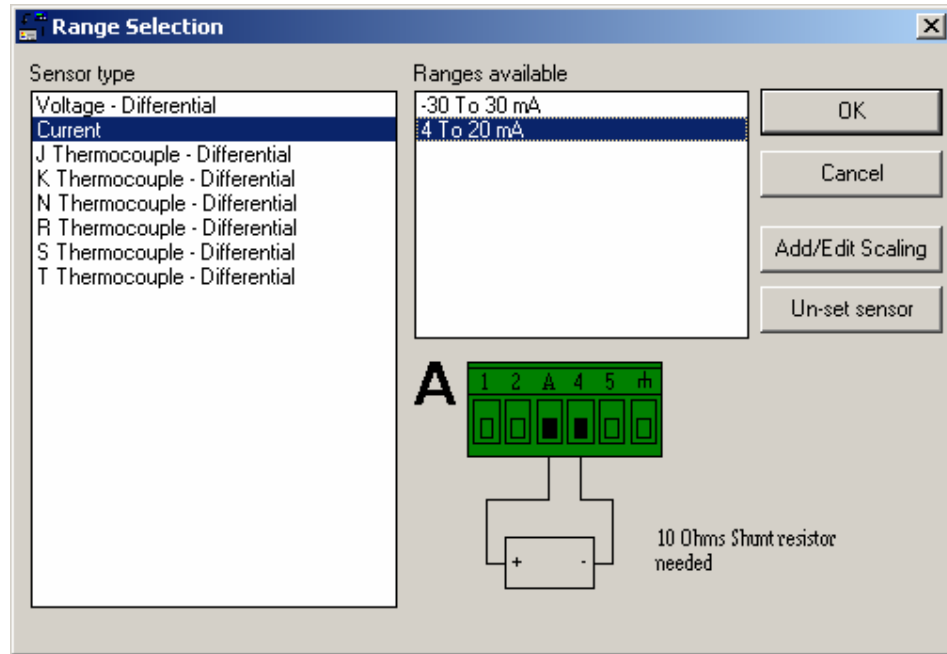 Range Selection
Sensor type
Voltage - Differential
Current
J Thermocouple - Differential
K Thermocouple - Differential
N Thermocouple - Differential
R Thermocouple - Differential
S Thermocouple - Differential
T Thermocouple - Differential
Ranges available
-30 To 30 mA
4 To 20 mA
OK
Cancel
Add/Edit Scaling
Un-set sensor
A
1 2 A 4 5
+ -
10 Ohms Shunt resistor
needed